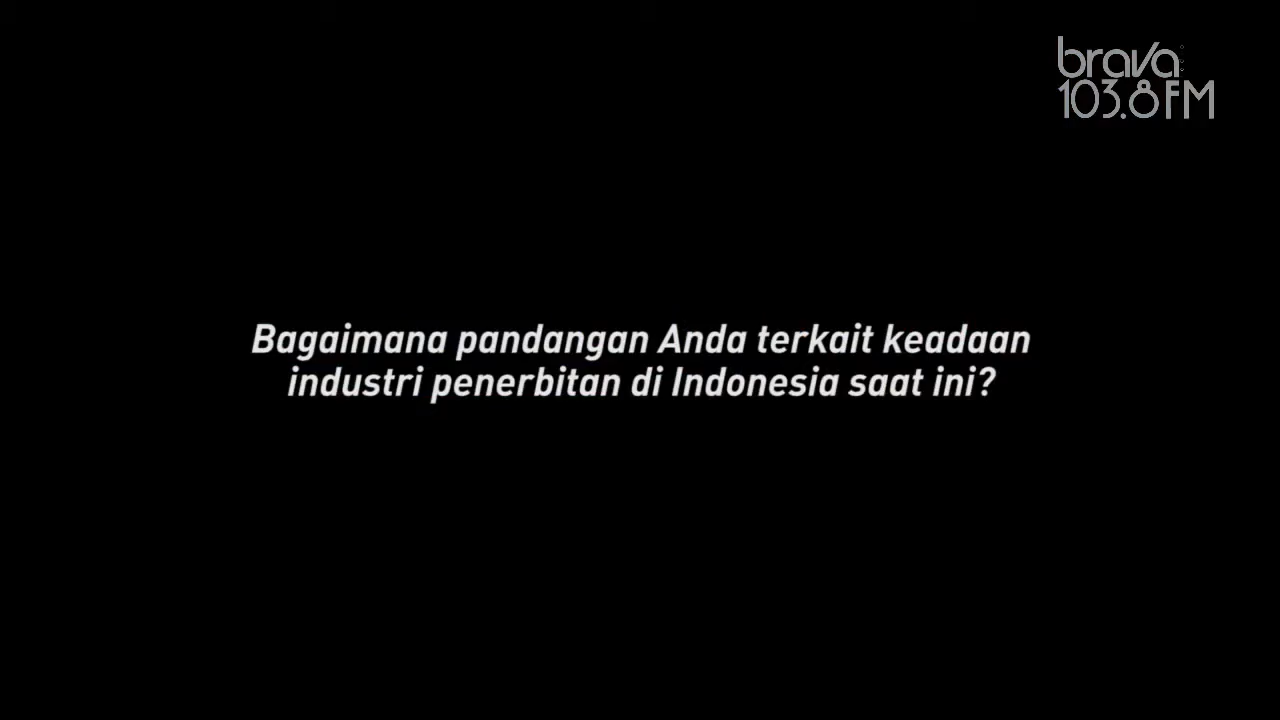 brava
103.8FM
Bagaimana pandangan Anda terkait keadaan
industri penerbitan di Indonesia saat ini?